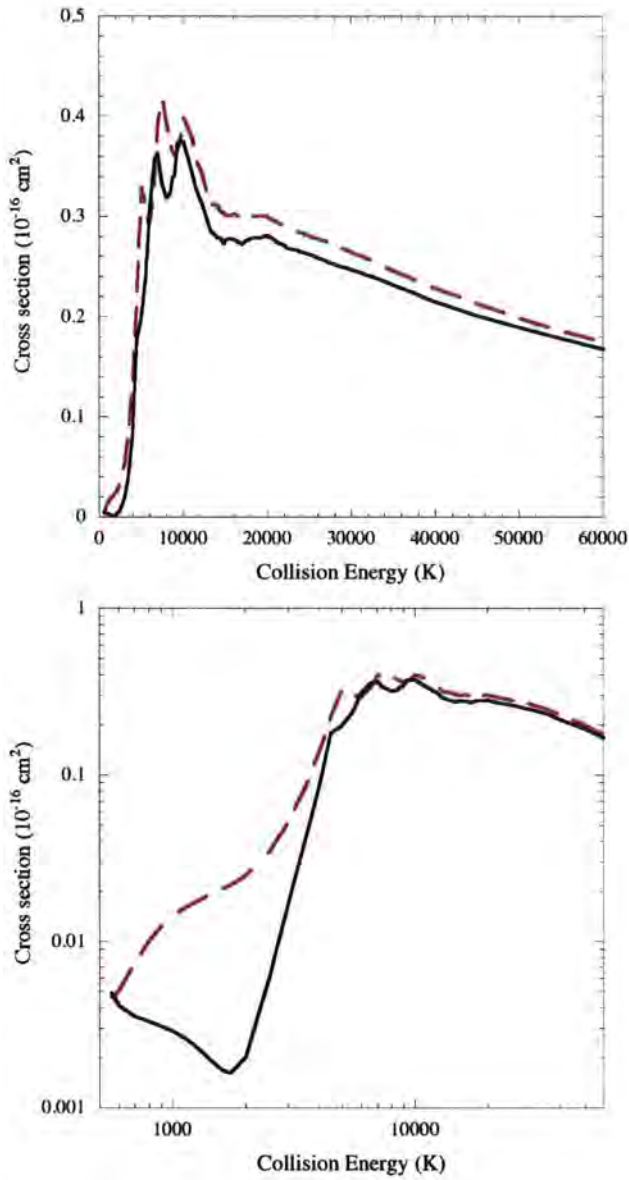 0.5
0.4
0.3
0.2
0.1
0
Cross section (10⁻¹⁶ cm²)
0 10000 20000 30000 40000 50000 60000
Collision Energy (K)
1
0.1
0.01
0.001
Cross section (10⁻¹⁶ cm²)
1000 10000
Collision Energy (K)